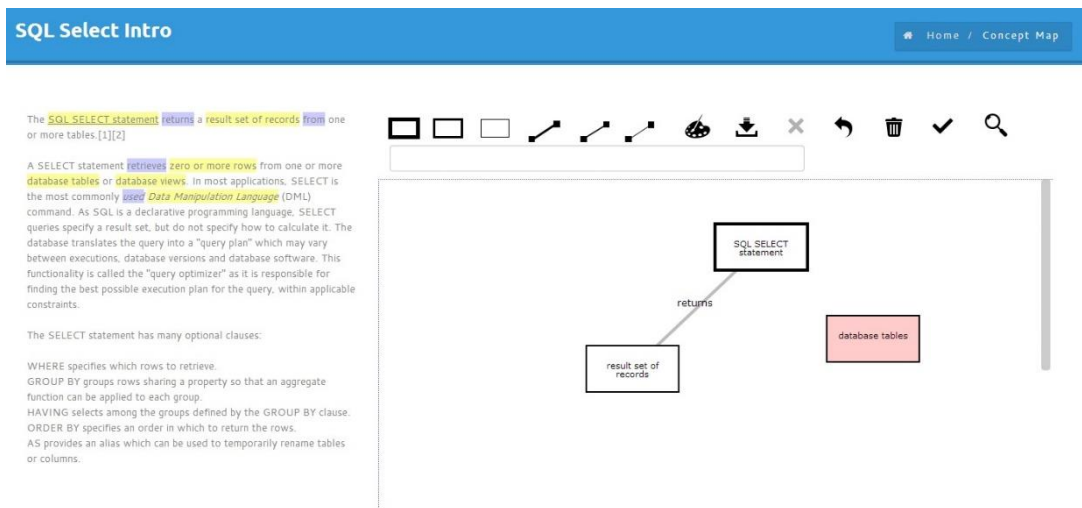 SQL Select Intro
Home / Concept Map
The SQL SELECT statement returns a result set of records from one
or more tables.[1][2]
A SELECT statement retrieves zero or more rows from one or more
database tables or database views. In most applications, SELECT is
the most commonly used Data Manipulation Language (DML)
command. As SQL is a declarative programming language, SELECT
queries specify a result set, but do not specify how to calculate it. The
database translates the query into a "query plan" which may vary
between executions, database versions and database software. This
functionality is called the "query optimizer" as it is responsible for
finding the best possible execution plan for the query, within applicable
constraints.
The SELECT statement has many optional clauses:
WHERE specifies which rows to retrieve.
GROUP BY groups rows sharing a property so that an aggregate
function can be applied to each group.
HAVING selects among the groups defined by the GROUP BY clause.
ORDER BY specifies an order in which to return the rows.
AS provides an alias which can be used to temporarily rename tables
or columns.
SQL SELECT
statement
returns
database tables
result set of
records